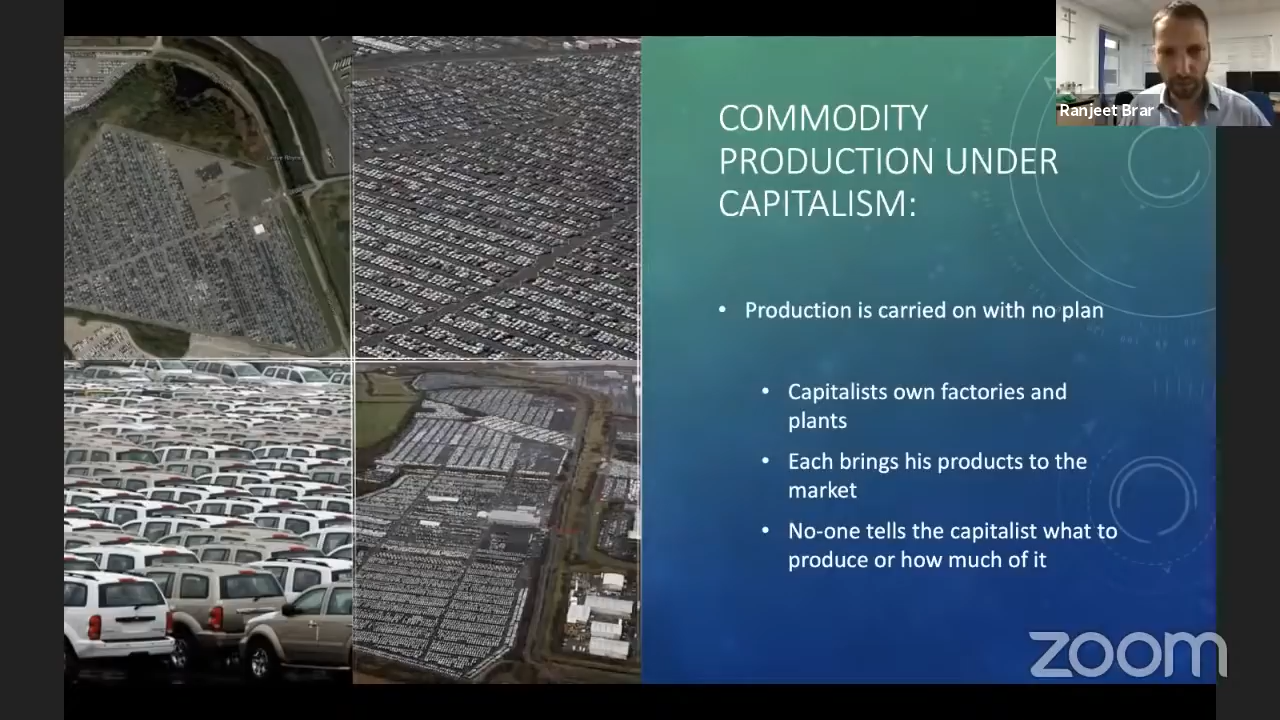 Ranjeet Brar
COMMODITY
PRODUCTION UNDER
CAPITALISM:
• Production is carried on with no plan
• Capitalists own factories and
plants
• Each brings his products to the
market
• No-one tells the capitalist what to
produce or how much of it
zoom